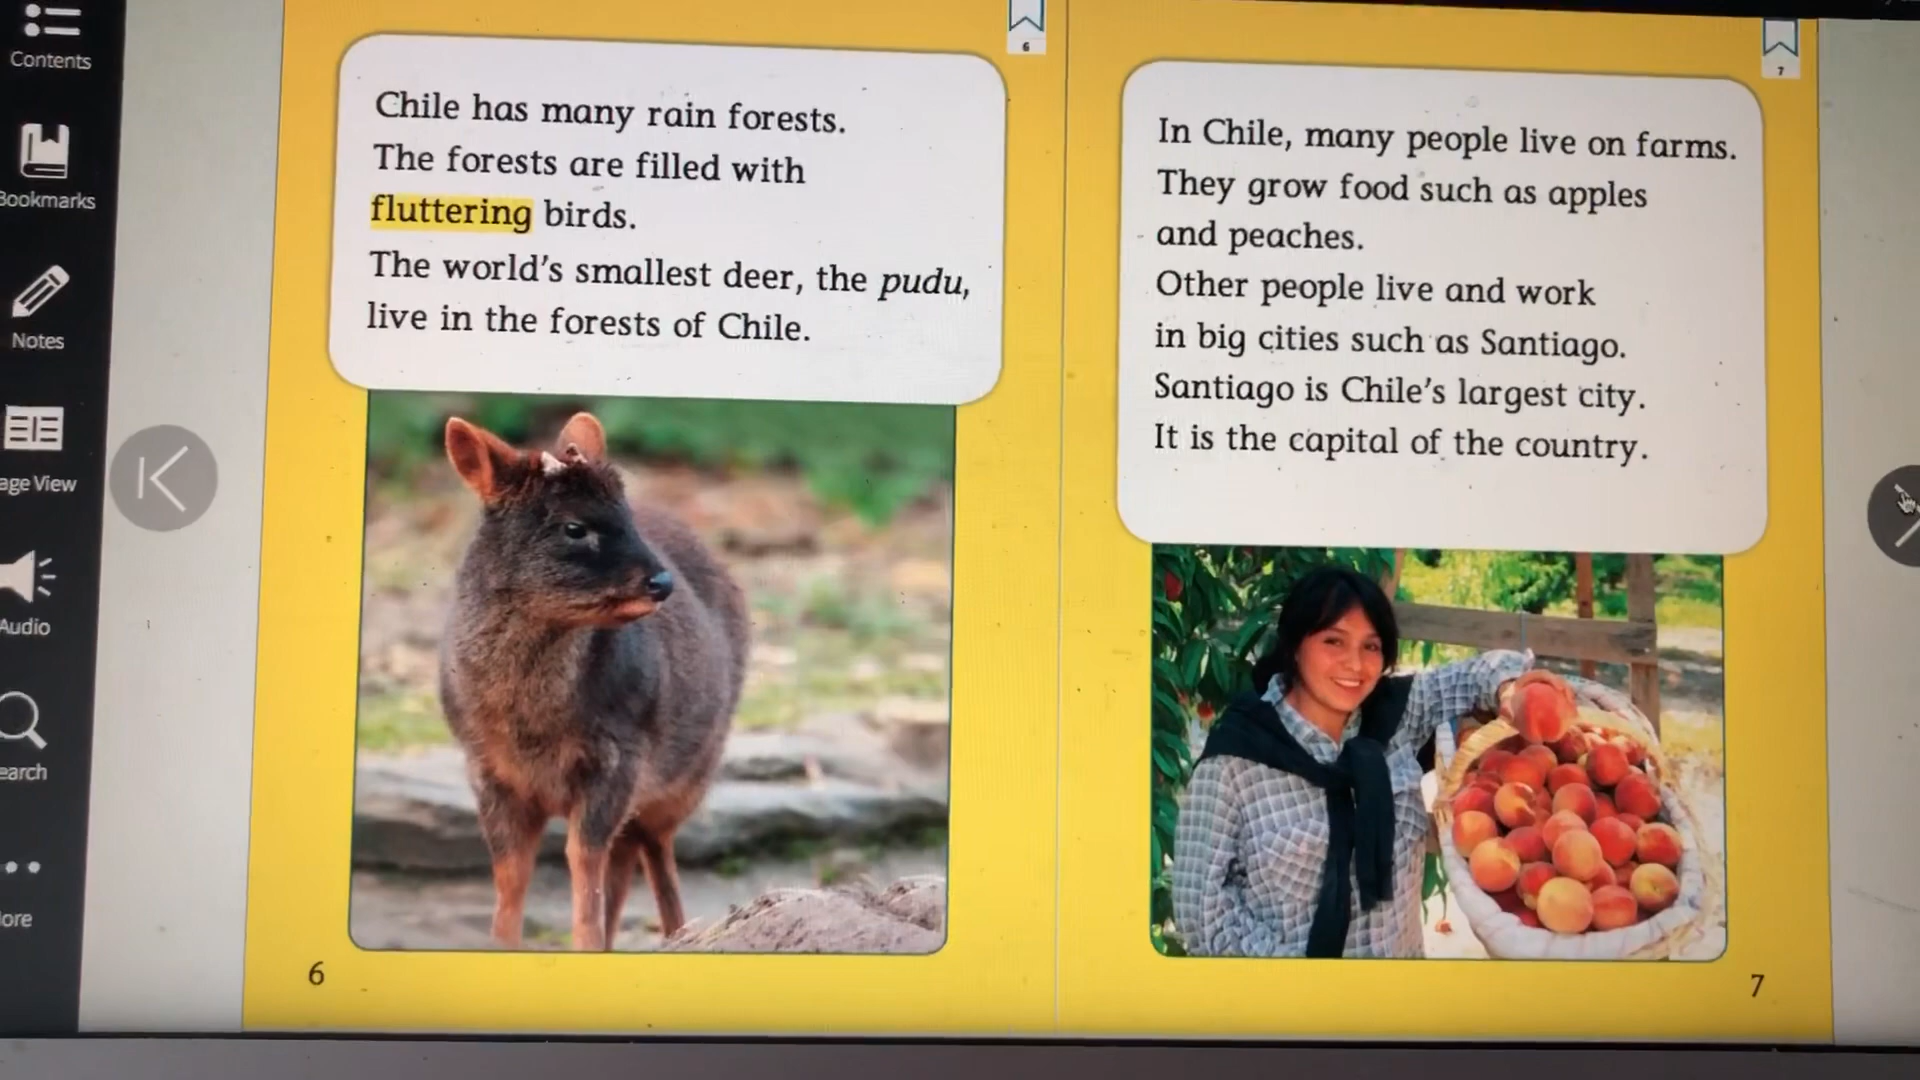 Contents
Bookmarks
Notes
age View
Audio
earch
ore
6
Chile has many rain forests.
The forests are filled with
fluttering birds.
The world's smallest deer, the pudu,
live in the forests of Chile.
6
7
In Chile, many people live on farms.
They grow food such as apples
and peaches.
Other people live and work
in big cities such as Santiago.
Santiago is Chile's largest city.
It is the capital of the country.
7